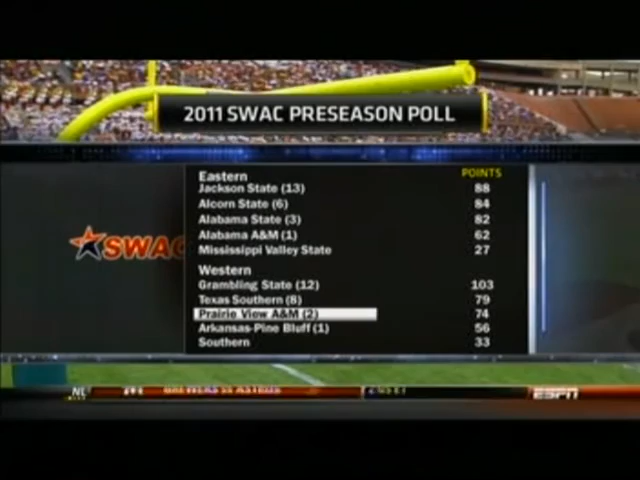 2011 SWAC PRESEASON POLL
Eastern POINTS
Jackson State (13) 88
Alcorn State (6) 84
Alabama State (3) 82
Alabama A&M (1) 62
Mississippi Valley State 27
SWAC
Western
Grambling State (12) 103
Texas Southern (8) 79
Prairie View A&M (2) 74
Arkansas-Pine Bluff (1) 56
Southern 33
ESPN